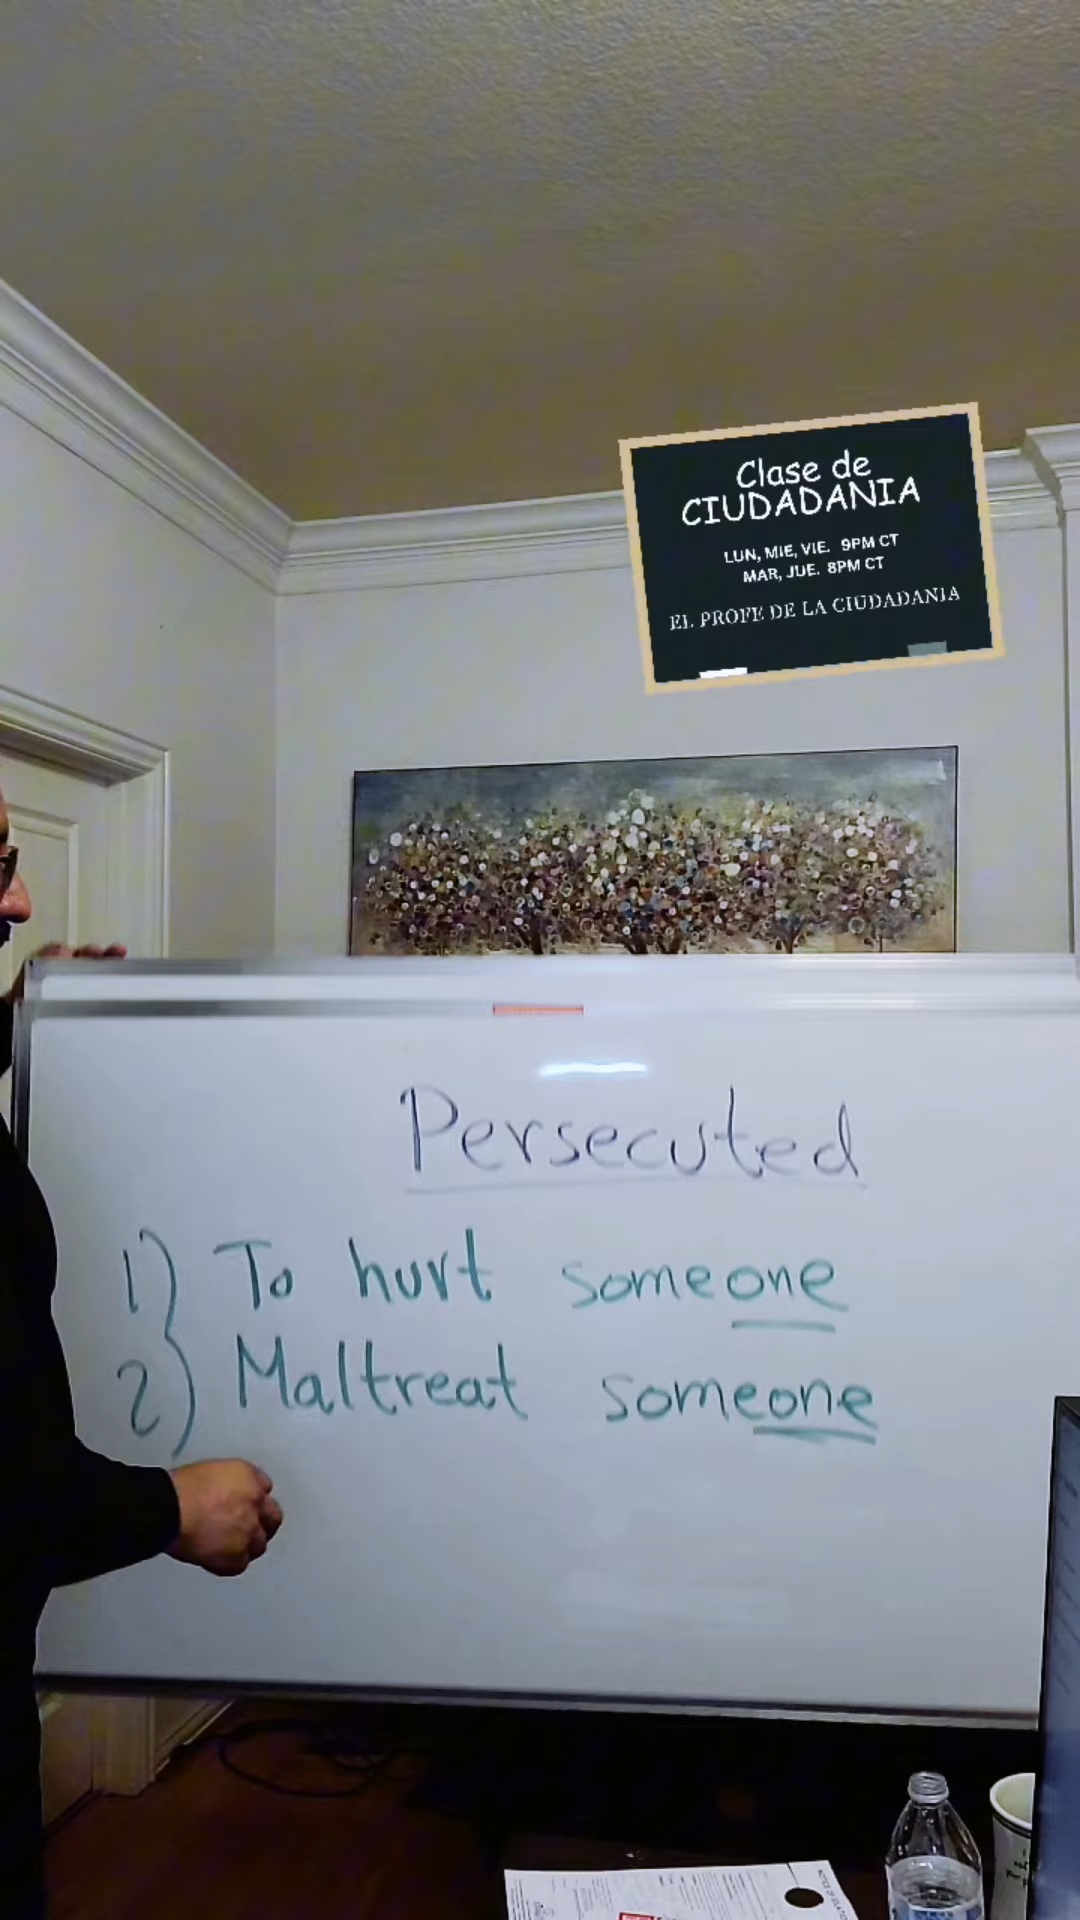 Clase de
CIUDADANIA
LUN, MIE, VIE. 9PM CT
MAR, JUE. 8PM CT
EL PROFE DE LA CIUDADANIA
Persecuted
1) To hurt someone
2) Maltreat someone